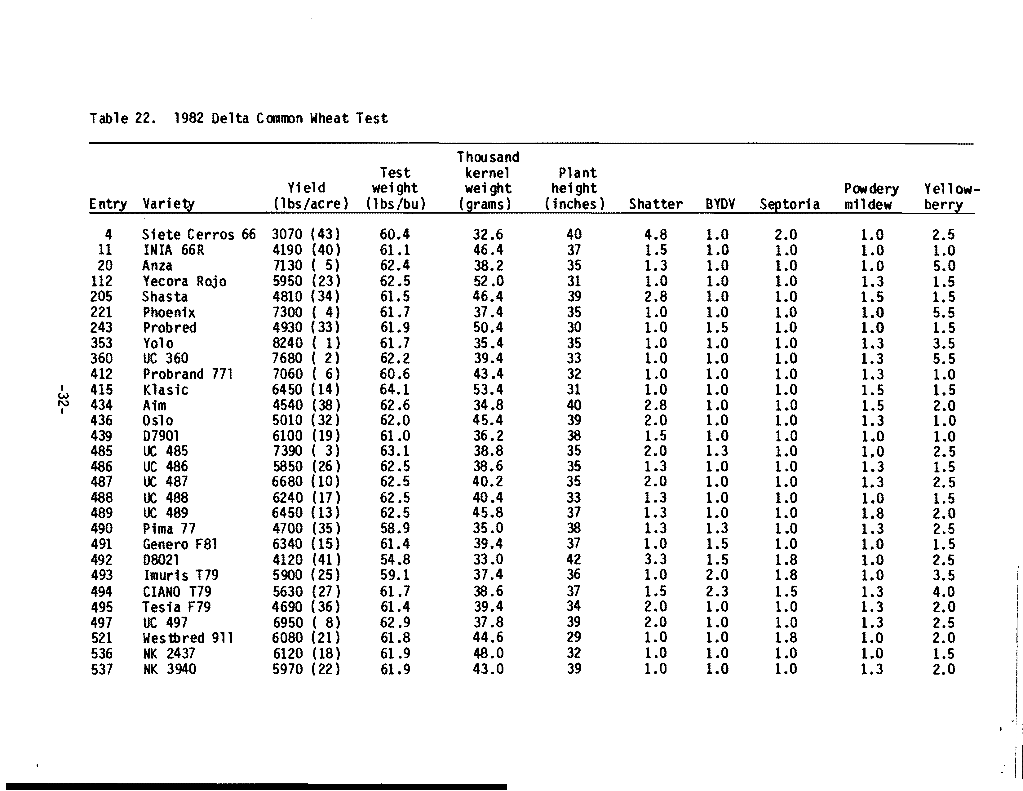 Table 22. 1982 Delta Common Wheat Test
Thousand
Test kernel Plant
Yield weight weight height Powdery Yellow-
Entry Variety (lbs/acre) (lbs/bu) (grams) (inches) Shatter BYDV Septoria mildew berry
4 Siete Cerros 66 3070 (43) 60.4 32.6 40 4.8 1.0 2.0 1.0 2.5
11 INIA 66R 4190 (40) 61.1 46.4 37 1.5 1.0 1.0 1.0 1.0
20 Anza 7130 ( 5) 62.4 38.2 35 1.3 1.0 1.0 1.0 5.0
112 Yecora Rojo 5950 (23) 62.5 52.0 31 1.0 1.0 1.0 1.3 1.5
205 Shasta 4810 (34) 61.5 46.4 39 2.8 1.0 1.0 1.5 1.5
221 Phoenix 7300 ( 4) 61.7 37.4 35 1.0 1.0 1.0 1.0 5.5
243 Probred 4930 (33) 61.9 50.4 30 1.0 1.5 1.0 1.0 1.5
353 Yolo 8240 ( 1) 61.7 35.4 35 1.0 1.0 1.0 1.3 3.5
360 UC 360 7680 ( 2) 62.2 39.4 33 1.0 1.0 1.0 1.3 5.5
412 Probrand 771 7060 ( 6) 60.6 43.4 32 1.0 1.0 1.0 1.3 1.0
415 Klasic 6450 (14) 64.1 53.4 31 1.0 1.0 1.0 1.5 1.5
434 Aim 4540 (38) 62.6 34.8 40 2.8 1.0 1.0 1.5 2.0
436 Oslo 5010 (32) 62.0 45.4 39 2.0 1.0 1.0 1.3 1.0
439 D7901 6100 (19) 61.0 36.2 38 1.5 1.0 1.0 1.0 1.0
485 UC 485 7390 ( 3) 63.1 38.8 35 2.0 1.3 1.0 1.0 2.5
486 UC 486 5850 (26) 62.5 38.6 35 1.3 1.0 1.0 1.3 1.5
487 UC 487 6680 (10) 62.5 40.2 35 2.0 1.0 1.0 1.3 2.5
488 UC 488 6240 (17) 62.5 40.4 33 1.3 1.0 1.0 1.0 1.5
489 UC 489 6450 (13) 62.5 45.8 37 1.3 1.0 1.0 1.8 2.0
490 Pima 77 4700 (35) 58.9 35.0 38 1.3 1.3 1.0 1.3 2.5
491 Genero F81 6340 (15) 61.4 39.4 37 1.0 1.5 1.0 1.0 1.5
492 D8021 4120 (41) 54.8 33.0 42 3.3 1.5 1.8 1.0 2.5
493 Imuris T79 5900 (25) 59.1 37.4 36 1.0 2.0 1.8 1.0 3.5
494 CIANO T79 5630 (27) 61.7 38.6 37 1.5 2.3 1.5 1.3 4.0
495 Tesia F79 4690 (36) 61.4 39.4 34 2.0 1.0 1.0 1.3 2.0
497 UC 497 6950 ( 8) 62.9 37.8 39 2.0 1.0 1.0 1.3 2.5
521 Westbred 911 6080 (21) 61.8 44.6 29 1.0 1.0 1.8 1.0 2.0
536 NK 2437 6120 (18) 61.9 48.0 32 1.0 1.0 1.0 1.0 1.5
537 NK 3940 5970 (22) 61.9 43.0 39 1.0 1.0 1.0 1.3 2.0
-32-